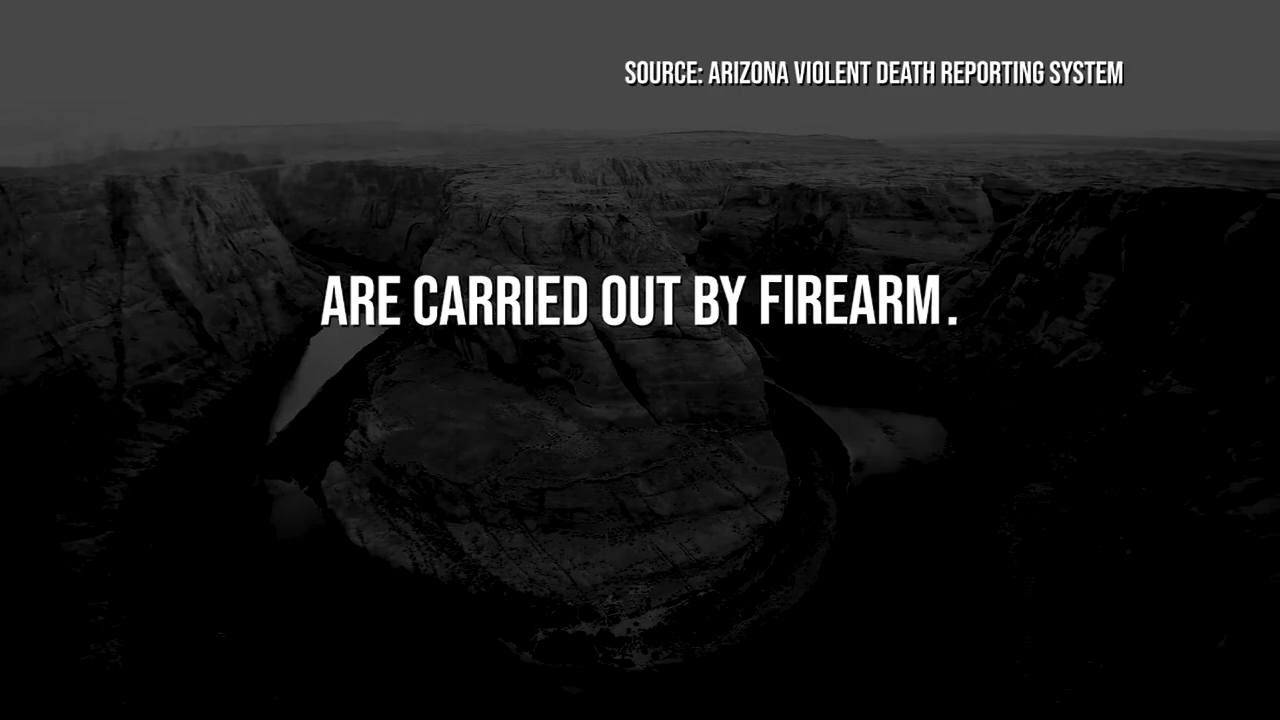 SOURCE: ARIZONA VIOLENT DEATH REPORTING SYSTEM
ARE CARRIED OUT BY FIREARM.